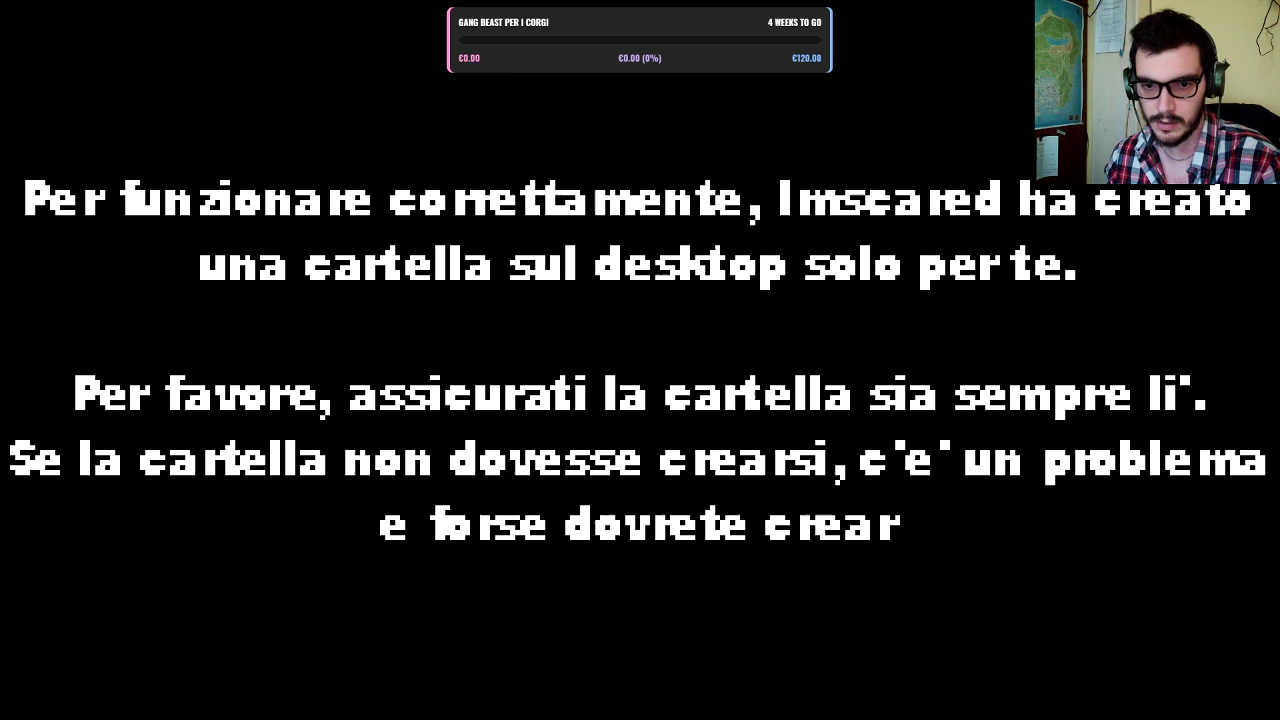 GANG BEAST PER I CORGI 4 WEEKS TO GO
€0.00 €0.00 (0%) €120.00
Per funzionare correttamente, Imscared ha creato
una cartella sul desktop solo per te.
Per favore, assicurati la cartella sia sempre li'.
Se la cartella non dovesse crearsi, c'e' un problema
e forse dovrete crear